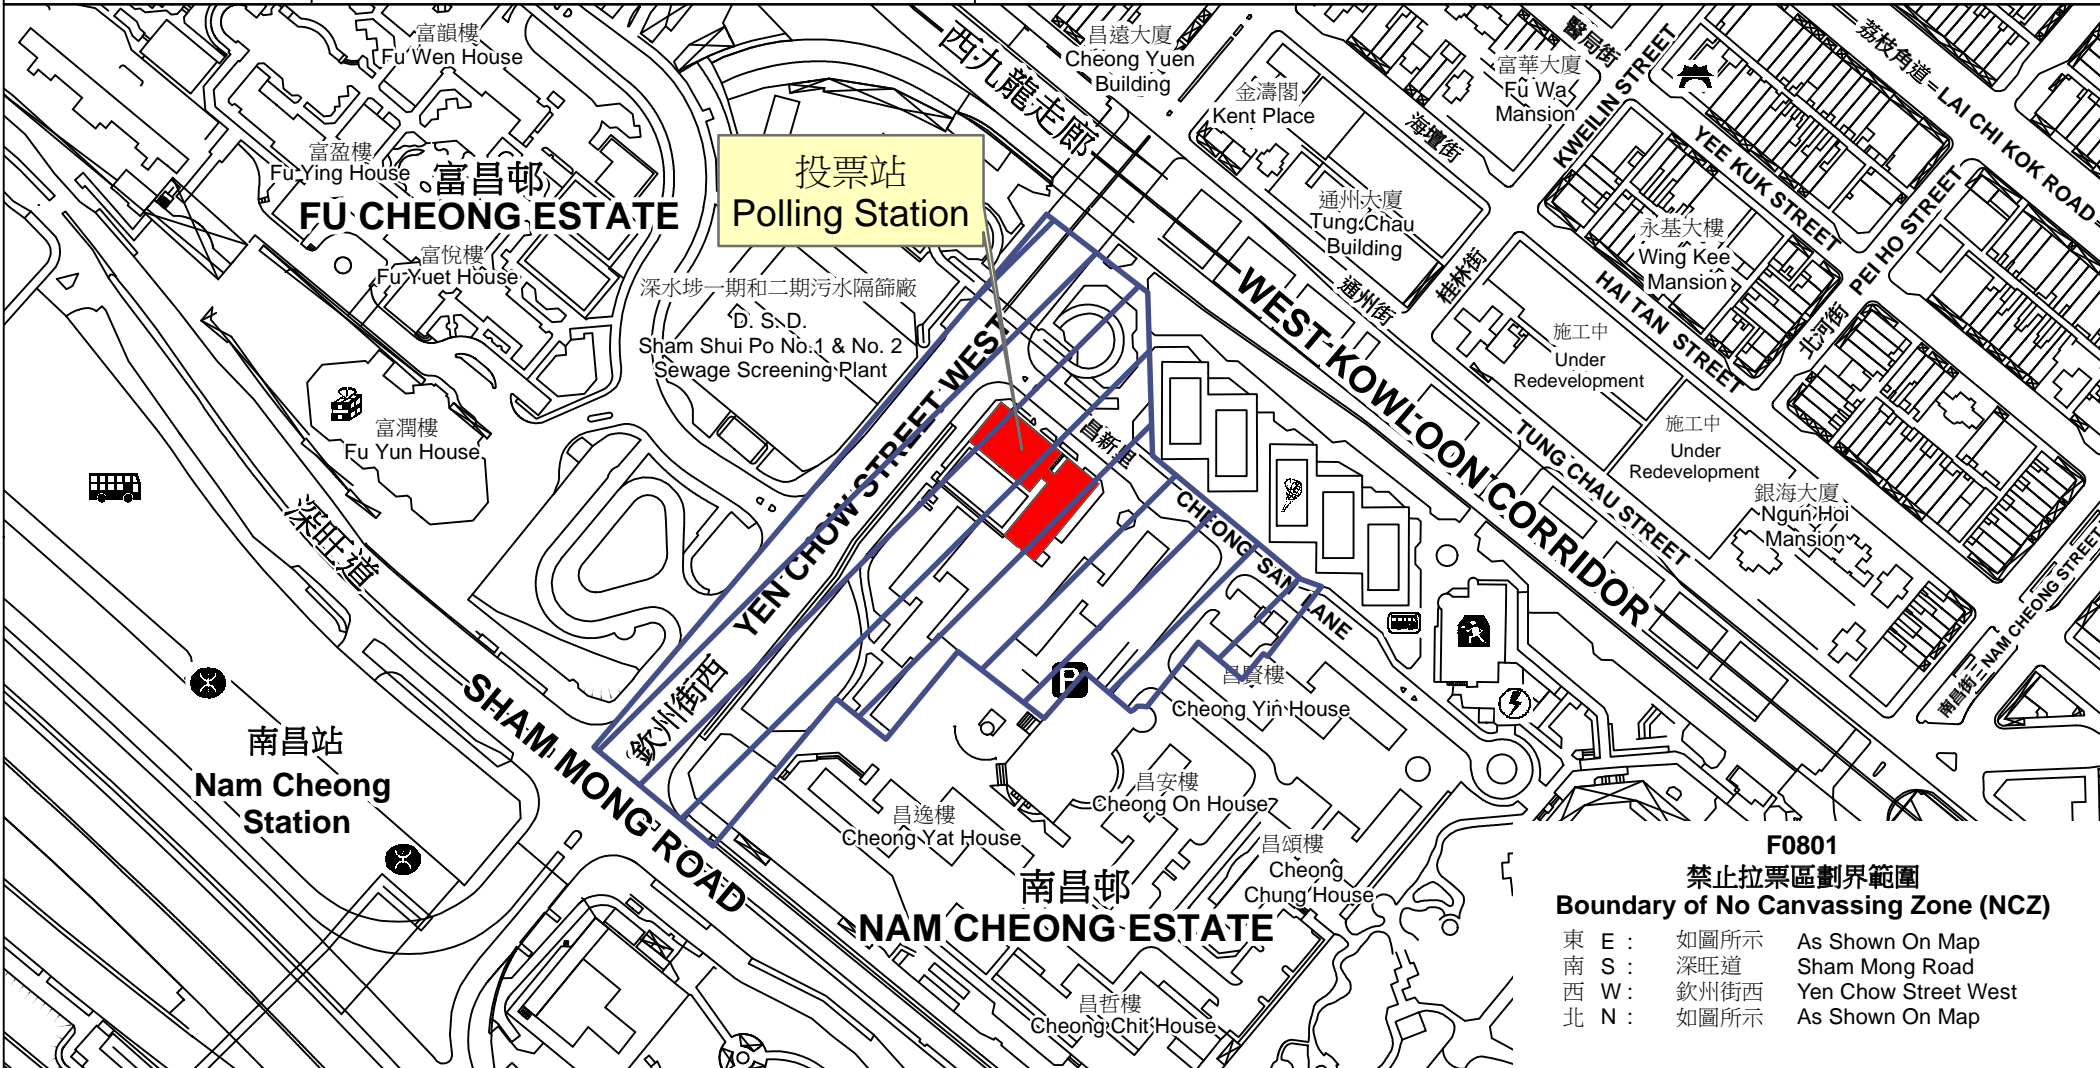 富韻樓
Fu Wen House
昌遠大廈
Cheong Yuen
Building
西九龍走廊
金濤閣
Kent Place
海壇街
醫局街
富華大廈
Fu Wa
Mansion
KWEILIN STREET
荔枝角道 = LAI CHI KOK ROAD
YEE KUK STREET
富盈樓
Fu Ying House
富昌邨
FU CHEONG ESTATE
投票站
Polling Station
通州大廈
Tung Chau
Building
永基大樓
Wing Kee
Mansion
PEI HO STREET
北河街
富悅樓
Fu Yuet House
深水埗一期和二期污水隔篩廠
D. S. D.
Sham Shui Po No.1 & No. 2
Sewage Screening Plant
通州街
桂林街
HAI TAN STREET
施工中
Under
Redevelopment
施工中
Under
Redevelopment
WEST KOWLOON CORRIDOR
TUNG CHAU STREET
富潤樓
Fu Yun House
YEN CHOW STREET WEST
欽州街西
昌新里
CHEONG SAN LANE
銀海大廈
Ngun Hoi
Mansion
南昌街 = NAM CHEONG STREET
深旺道
SHAM MONG ROAD
P
昌賢樓
Cheong Yin House
南昌站
Nam Cheong
Station
昌安樓
Cheong On House
昌逸樓
Cheong Yat House
昌頌樓
Cheong
Chung House
南昌邨
NAM CHEONG ESTATE
昌哲樓
Cheong Chit House
F0801
禁止拉票區劃界範圍
Boundary of No Canvassing Zone (NCZ)
東 E : 如圖所示 As Shown On Map
南 S : 深旺道 Sham Mong Road
西 W : 欽州街西 Yen Chow Street West
北 N : 如圖所示 As Shown On Map